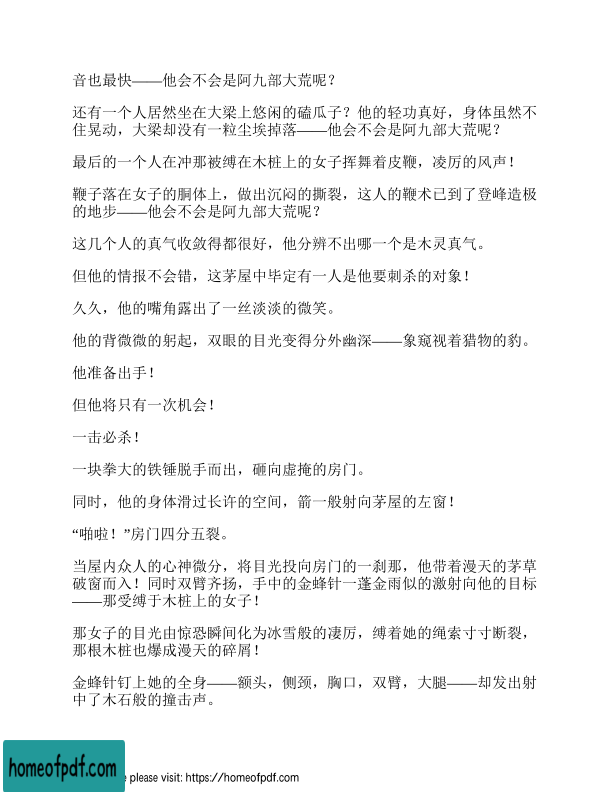 音也最快——他会不会是阿九部大荒呢？
还有一个人居然坐在大梁上悠闲的磕瓜子？他的轻功真好，身体虽然不
住晃动，大梁却没有一粒尘埃掉落——他会不会是阿九部大荒呢？
最后的一个人在冲那被缚在木桩上的女子挥舞着皮鞭，凌厉的风声！
鞭子落在女子的胴体上，做出沉闷的撕裂，这人的鞭术已到了登峰造极
的地步——他会不会是阿九部大荒呢？
这几个人的真气收敛得都很好，他分辨不出哪一个是木灵真气。
但他的情报不会错，这茅屋中毕定有一人是他要刺杀的对象！
久久，他的嘴角露出了一丝淡淡的微笑。
他的背微微的躬起，双眼的目光变得分外幽深——象窥视着猎物的豹。
他准备出手！
但他将只有一次机会！
一击必杀！
一块拳大的铁锤脱手而出，砸向虚掩的房门。
同时，他的身体滑过长许的空间，箭一般射向茅屋的左窗！
“啪啦！”房门四分五裂。
当屋内众人的心神微分，将目光投向房门的一刹那，他带着漫天的茅草
破窗而入！同时双臂齐扬，手中的金蜂针一蓬金雨似的激射向他的目标
——那受缚于木桩上的女子！
那女子的目光由惊恐瞬间化为冰雪般的凄厉，缚着她的绳索寸寸断裂，
那根木桩也爆成漫天的碎屑！
金蜂针钉上她的全身——额头，侧颈，胸口，双臂，大腿——却发出射
中了木石般的撞击声。
homeofpdf.com
e please visit: https://homeofpdf.com